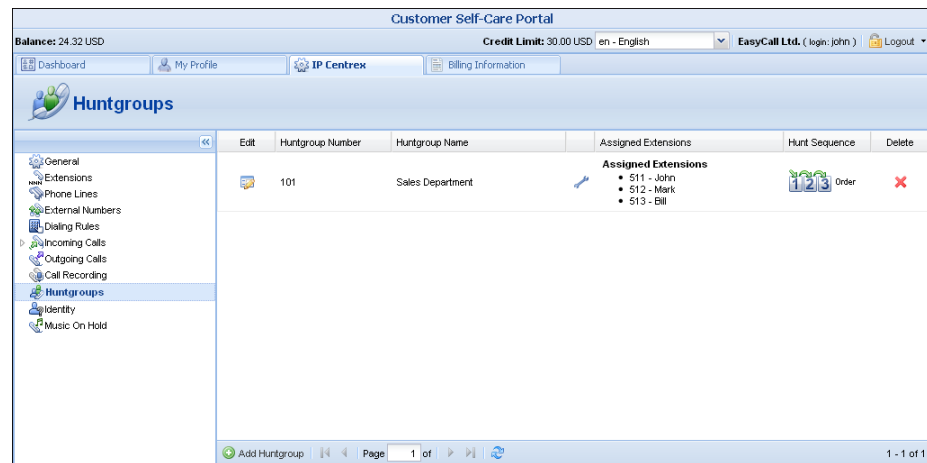 Customer Self-Care Portal
Balance: 24.32 USD Credit Limit: 30.00 USD en - English EasyCall Ltd. ( login: john ) Logout
Dashboard My Profile IP Centrex Billing Information
Huntgroups
Edit Huntgroup Number Huntgroup Name Assigned Extensions Hunt Sequence Delete
General
Extensions
Phone Lines
External Numbers
Dialing Rules
Incoming Calls
Outgoing Calls
Call Recording
Huntgroups
Identity
Music On Hold
101 Sales Department
Assigned Extensions
511 - John
512 - Mark
513 - Bill
1 2 3 Order
Add Huntgroup Page 1 of 1 - 1 of 1